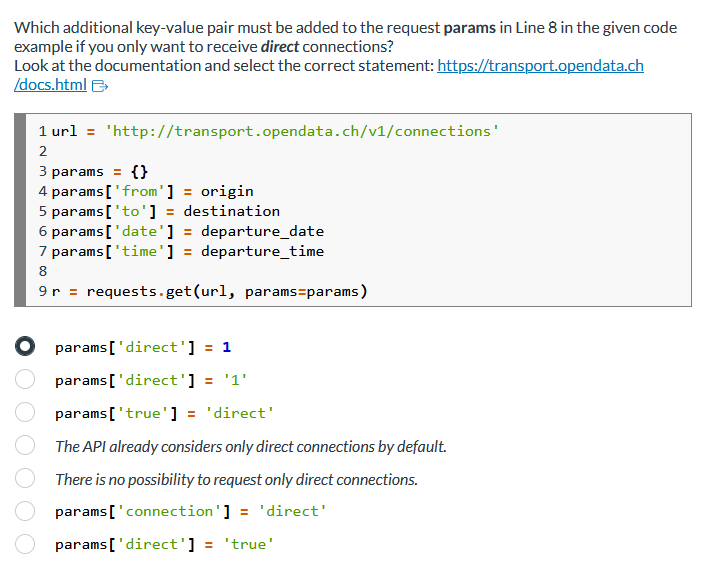 Which additional key-value pair must be added to the request params in Line 8 in the given code
example if you only want to receive direct connections?
Look at the documentation and select the correct statement: https://transport.opendata.ch
/docs.html
1 url = 'http://transport.opendata.ch/v1/connections'
2
3 params = {}
4 params['from'] = origin
5 params['to'] = destination
6 params['date'] = departure_date
7 params['time'] = departure_time
8
9 r = requests.get(url, params=params)
params['direct'] = 1
params['direct'] = '1'
params['true'] = 'direct'
The API already considers only direct connections by default.
There is no possibility to request only direct connections.
params['connection'] = 'direct'
params['direct'] = 'true'